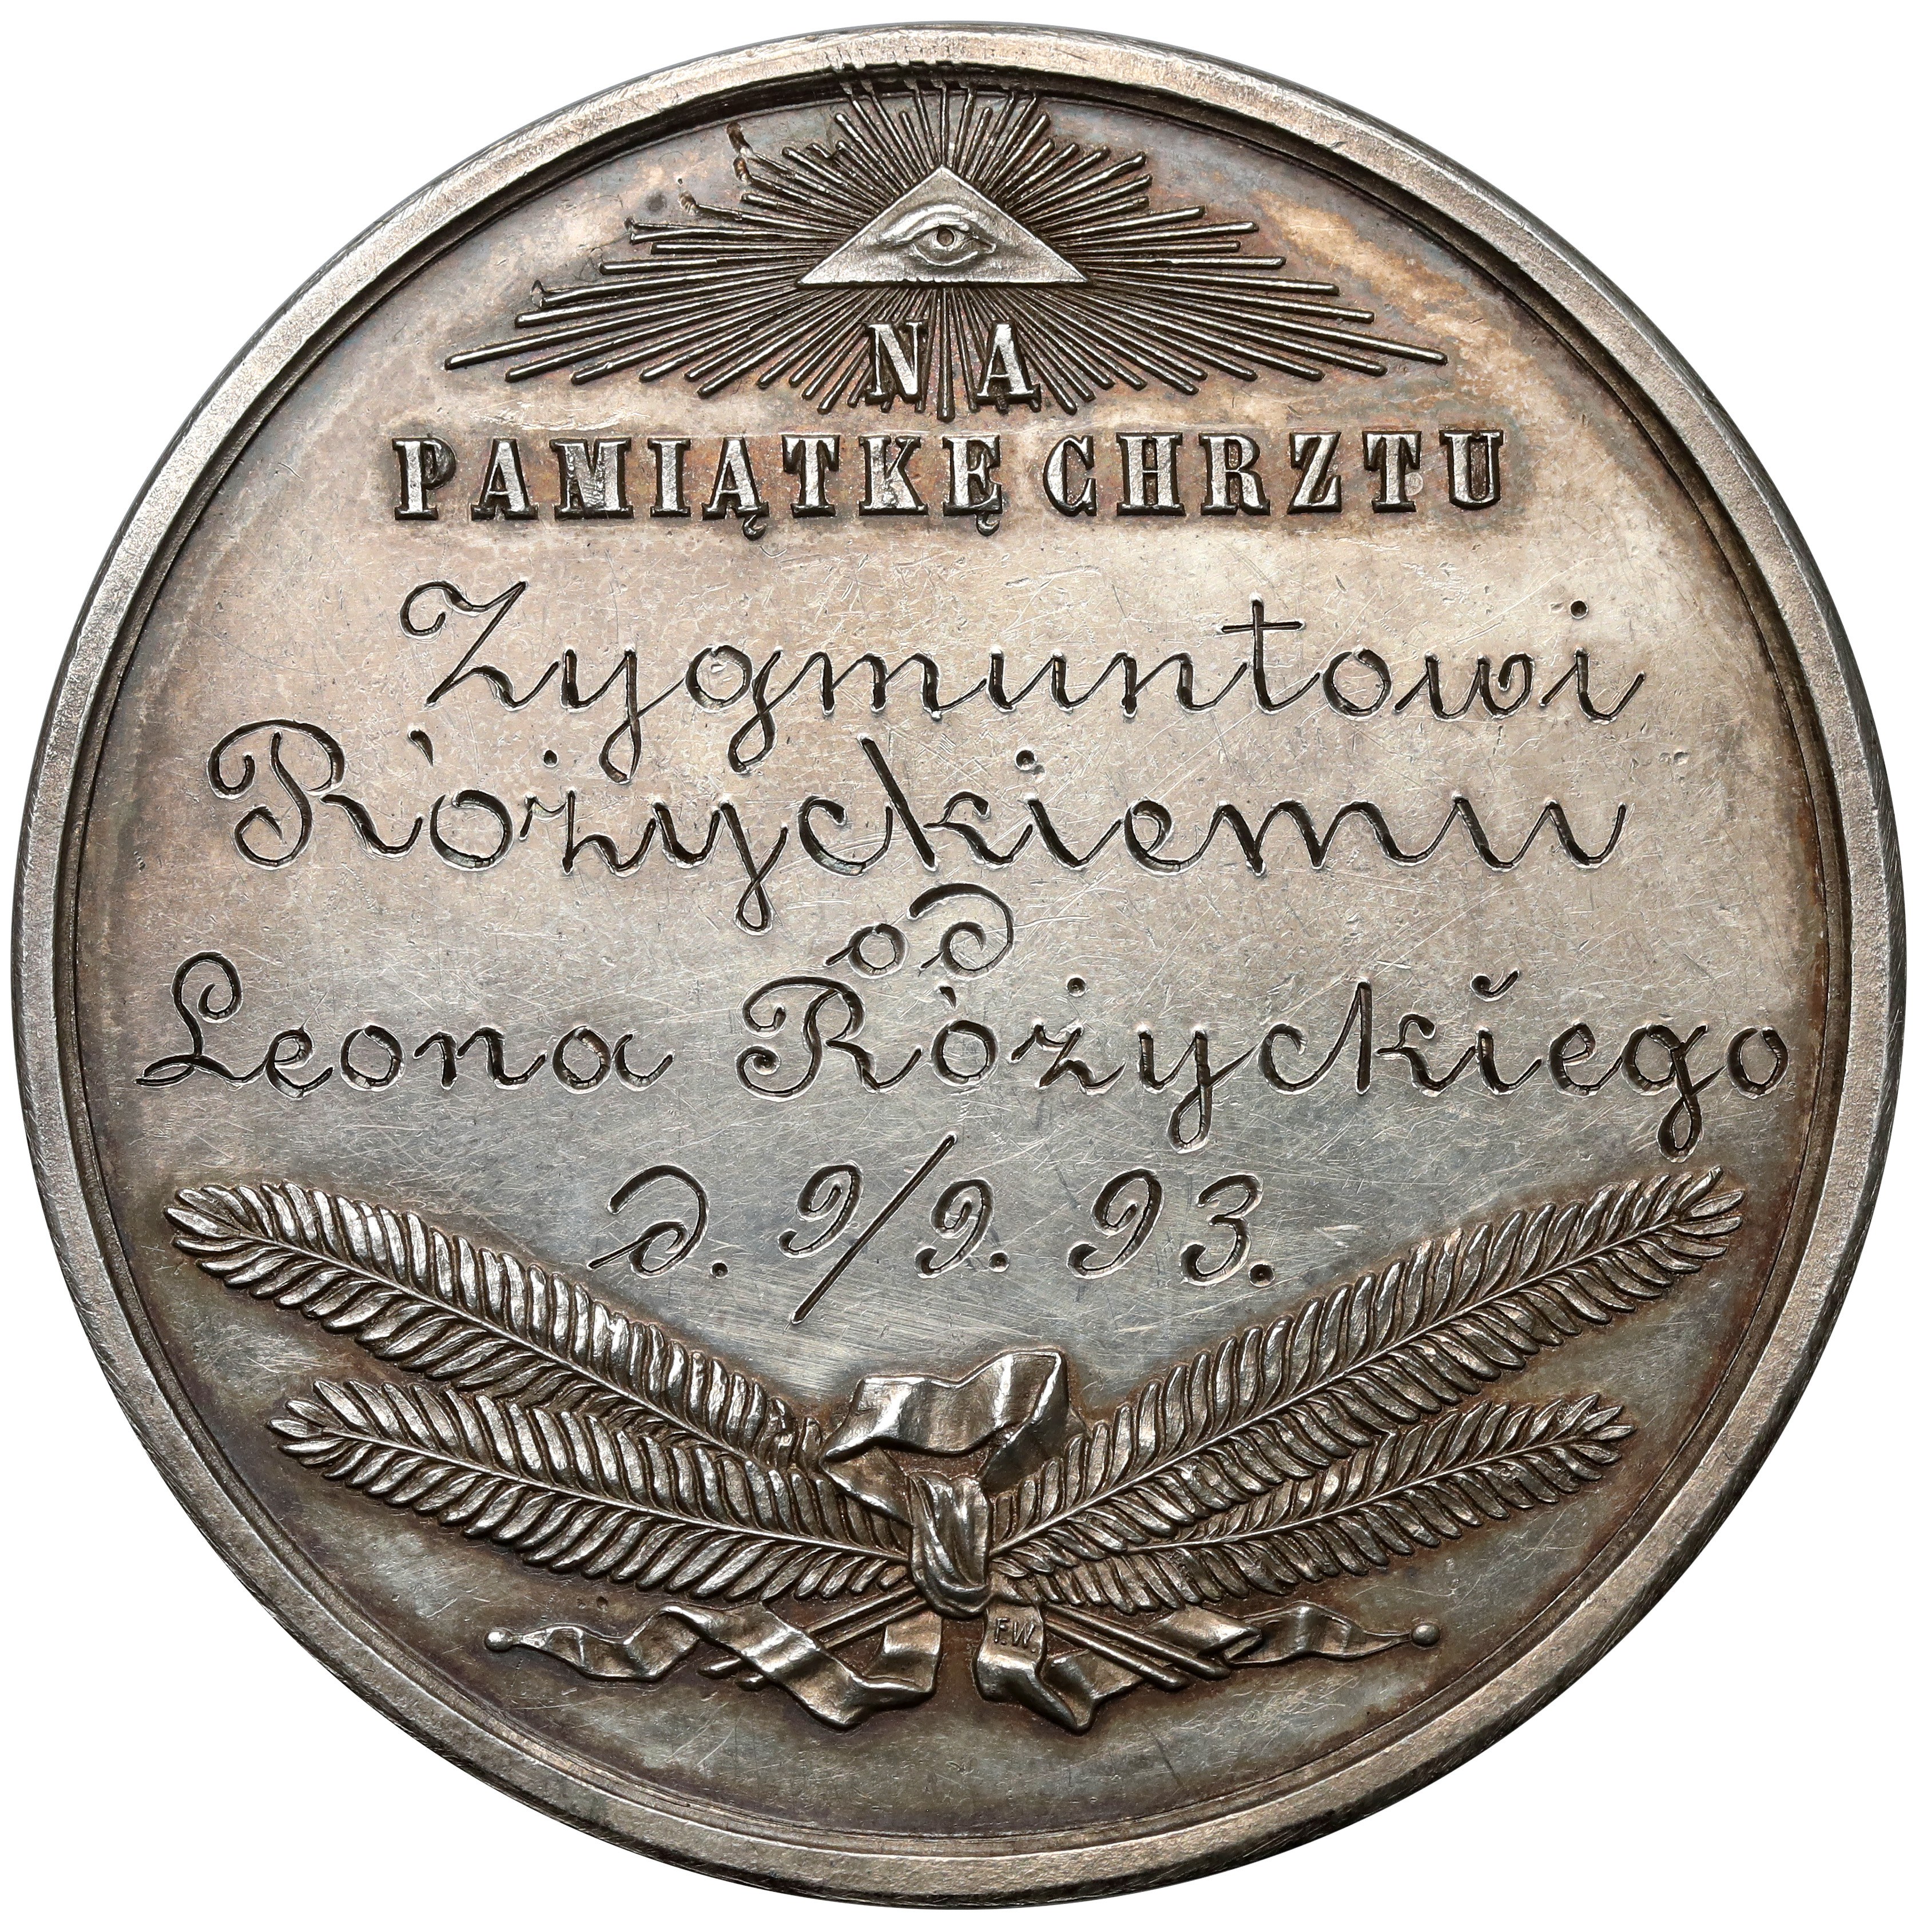 NA
PAMIĄTKĘ CHRZTU
Zygmuntowi
Różyckiemu
od
Leona Różyckiego
d. 9/9. 93.
F.W.